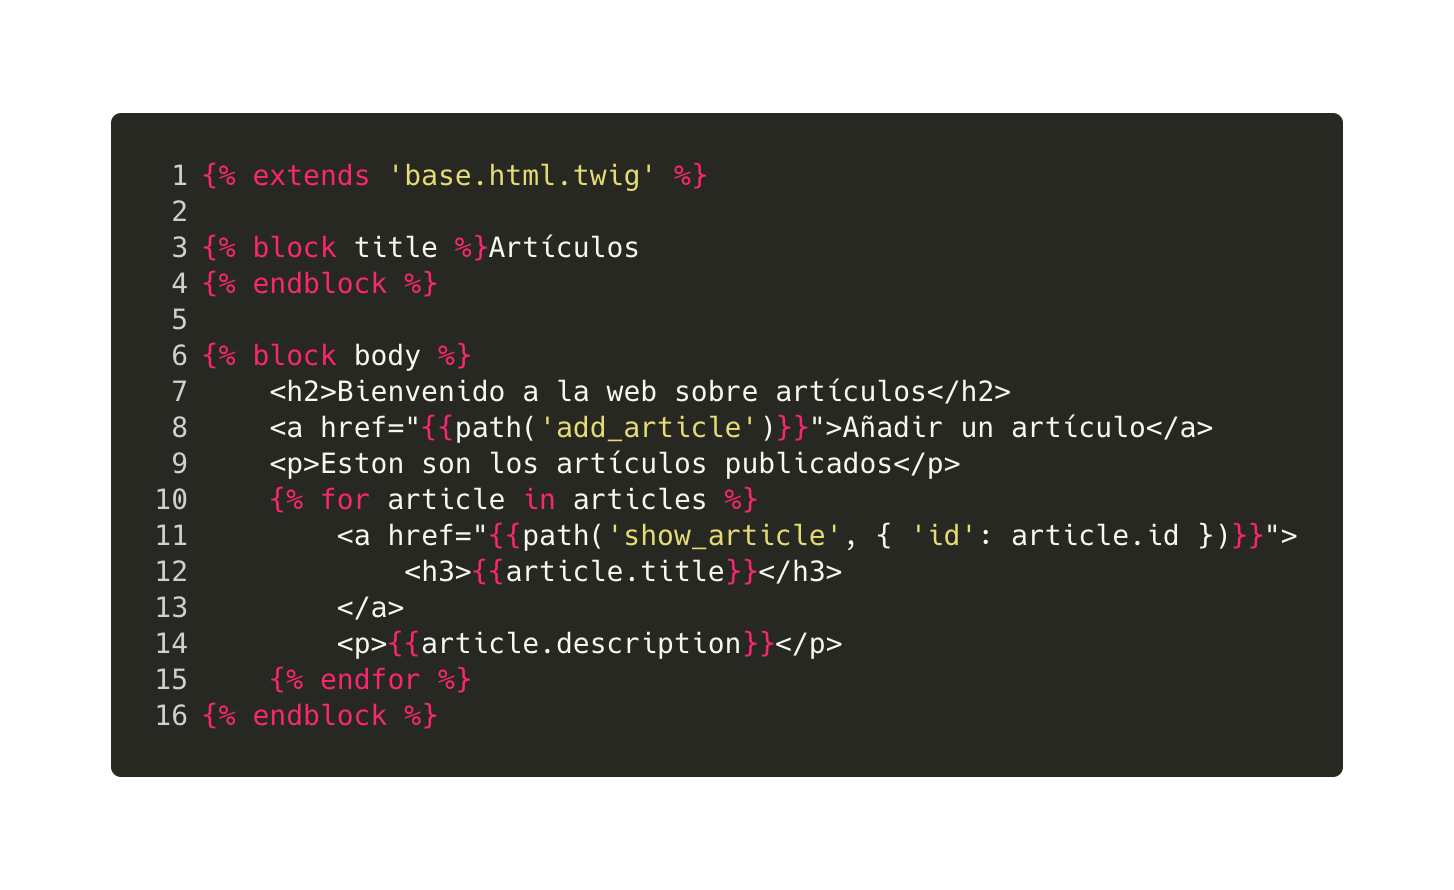 1 {% extends 'base.html.twig' %}
2
3 {% block title %}Artículos
4 {% endblock %}
5
6 {% block body %}
7     <h2>Bienvenido a la web sobre artículos</h2>
8     <a href="{{path('add_article')}}">Añadir un artículo</a>
9     <p>Eston son los artículos publicados</p>
10     {% for article in articles %}
11         <a href="{{path('show_article', { 'id': article.id })}}">
12             <h3>{{article.title}}</h3>
13         </a>
14         <p>{{article.description}}</p>
15     {% endfor %}
16 {% endblock %}